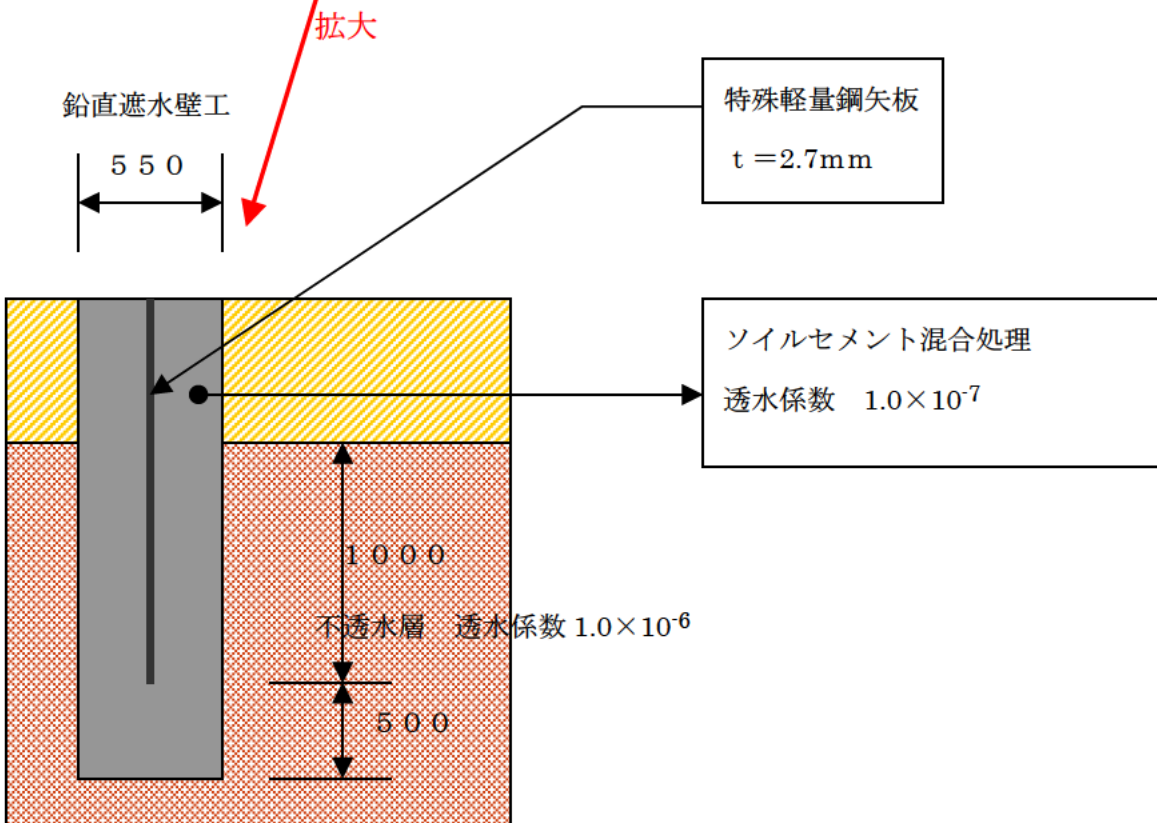 拡大
鉛直遮水壁工
５５０
特殊軽量鋼矢板
ｔ＝2.7ｍｍ
ソイルセメント混合処理
透水係数　1.0×10⁻⁷
１０００
不透水層　透水係数 1.0×10⁻⁶
５００